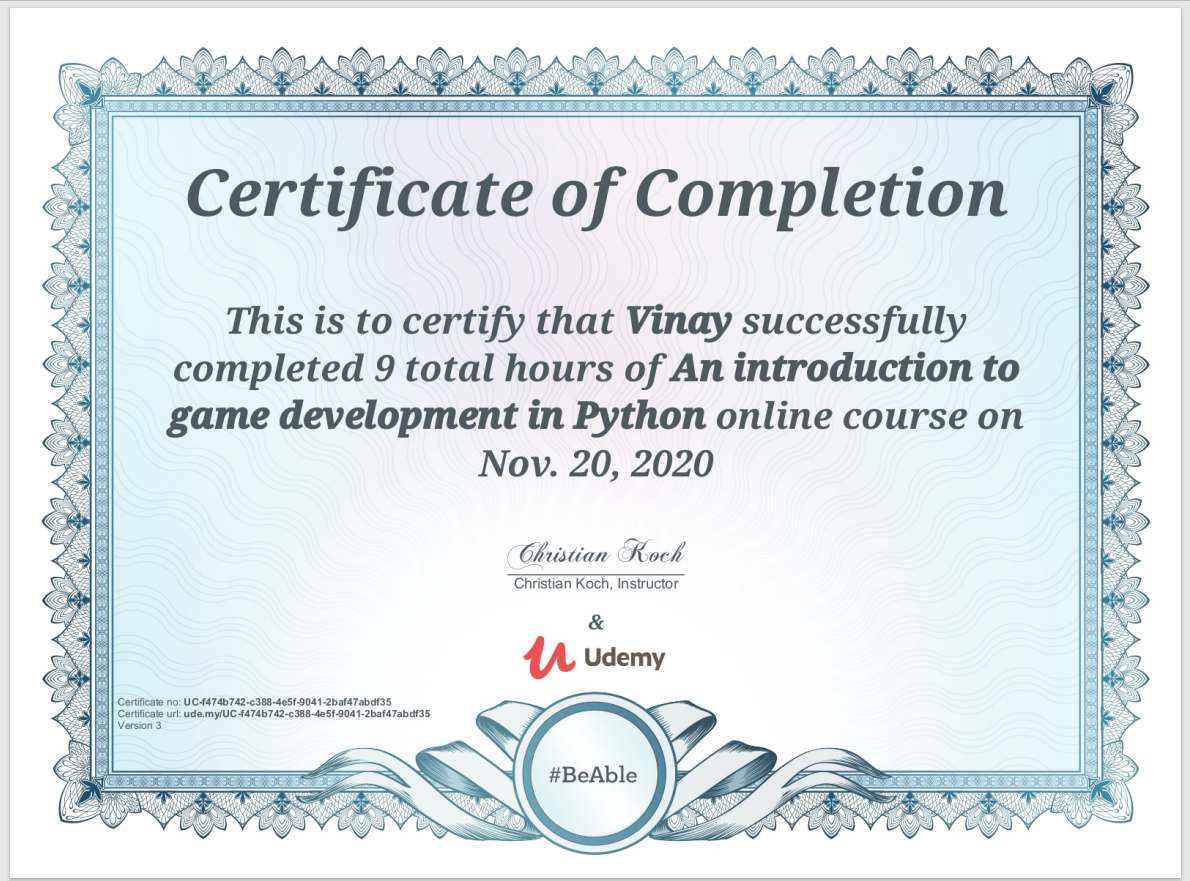 Certificate of Completion
This is to certify that Vinay successfully
completed 9 total hours of An introduction to
game development in Python online course on
Nov. 20, 2020
Christian Koch
Christian Koch, Instructor
&
Udemy
Certificate no: UC-f474b742-c388-4e5f-9041-2baf47abdf35
Certificate url: ude.my/UC-f474b742-c388-4e5f-9041-2baf47abdf35
Version 3
#BeAble